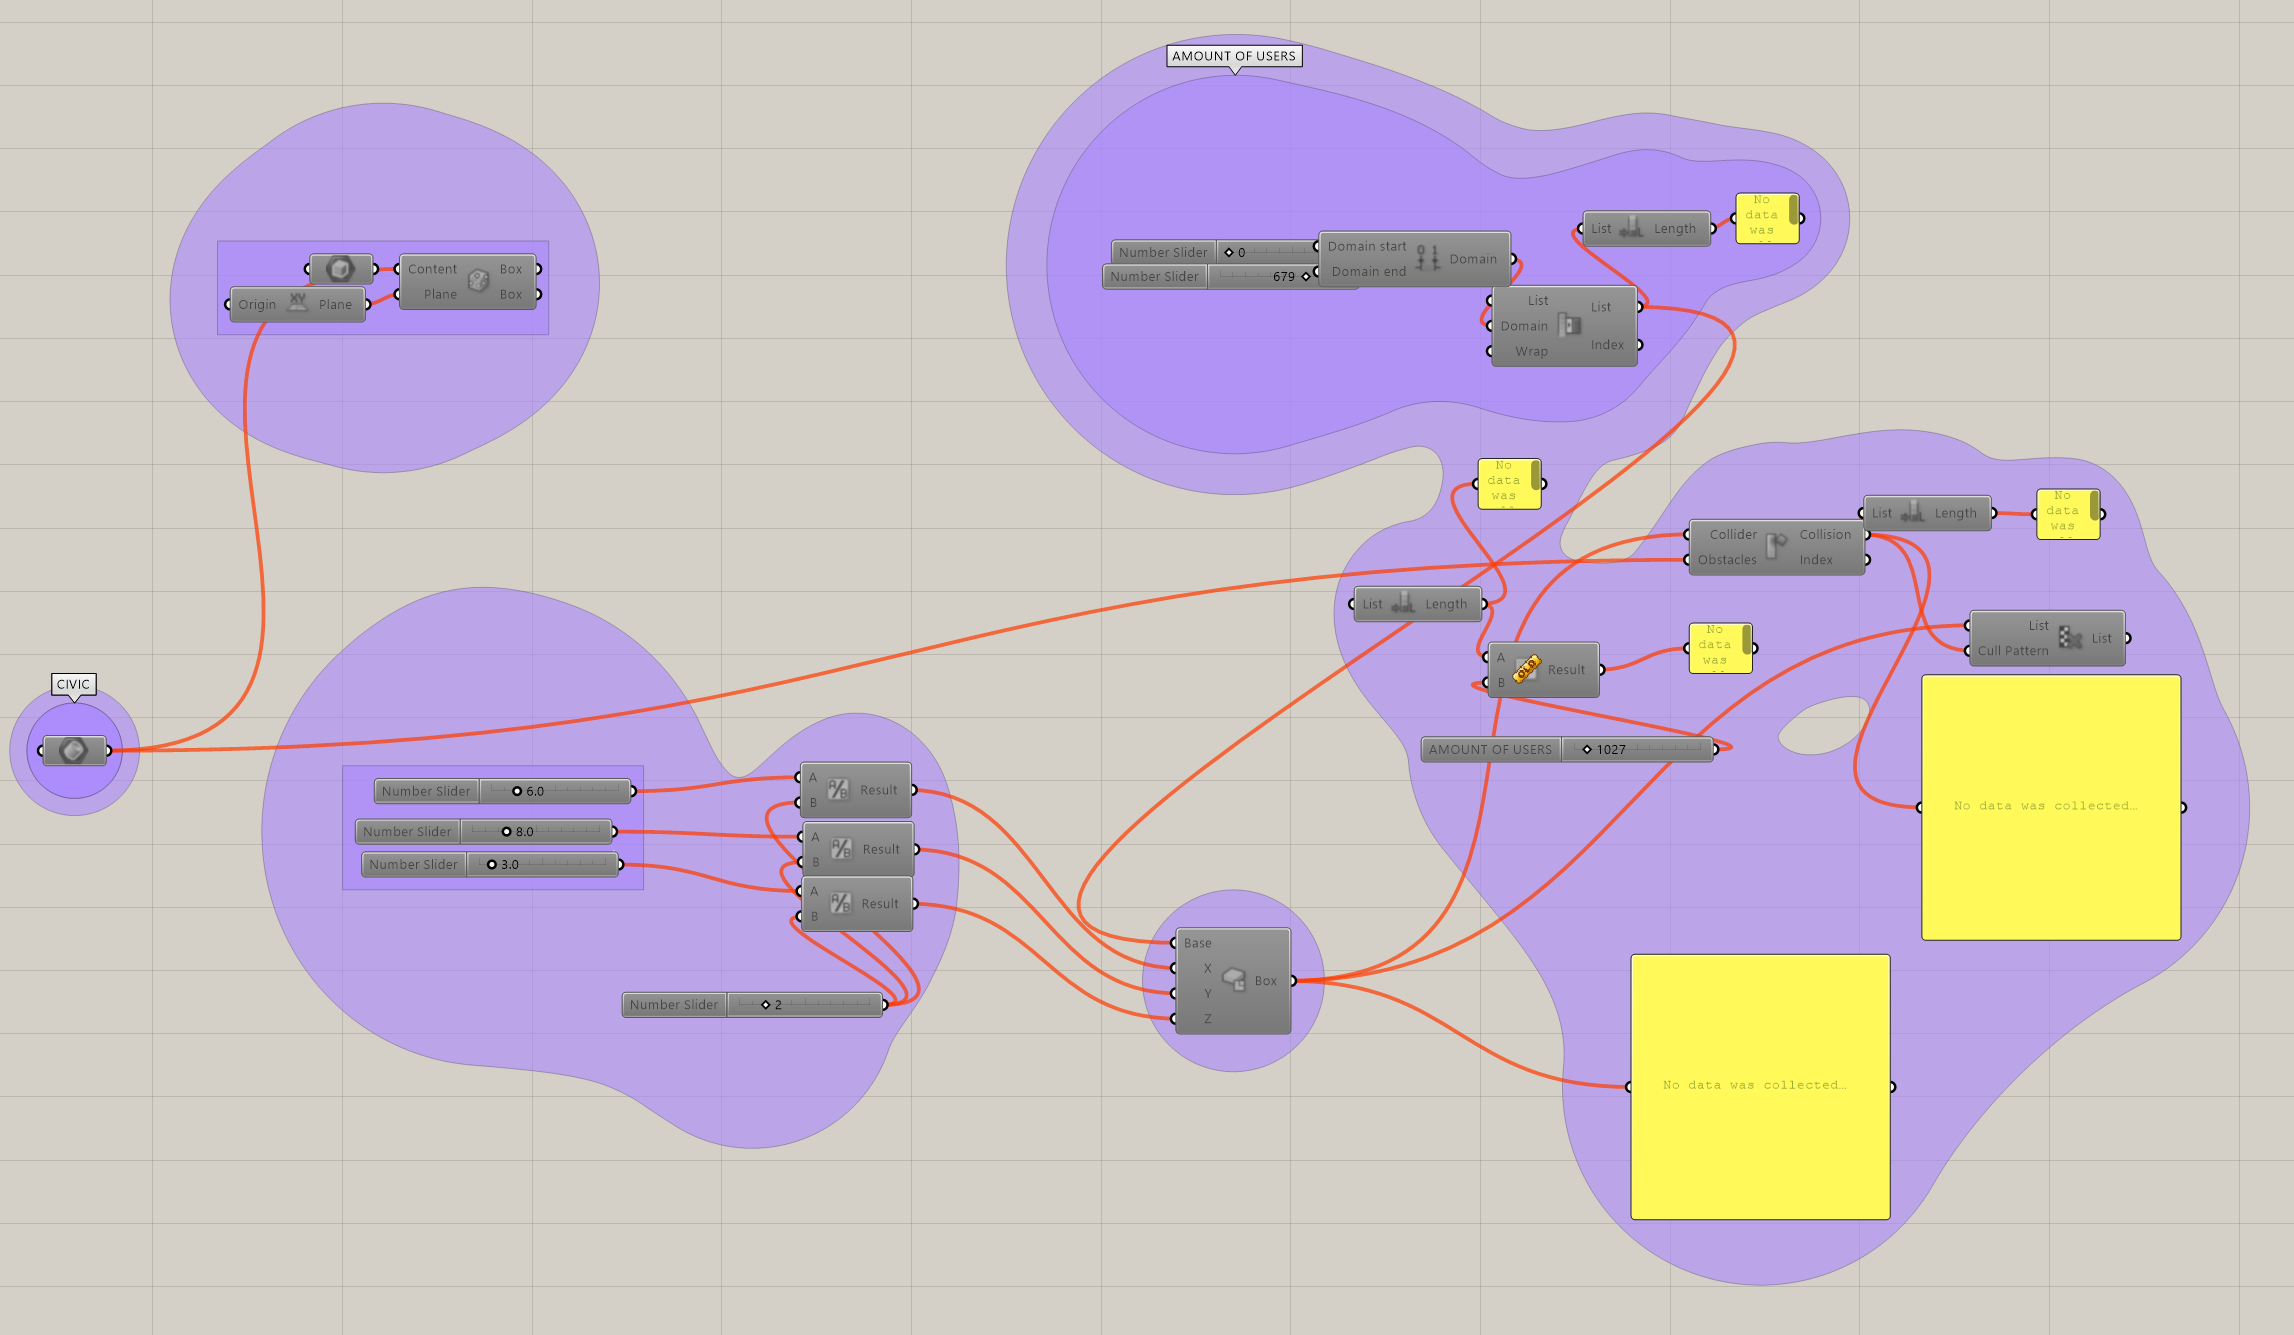 AMOUNT OF USERS
No
data
was
List Length
Number Slider 0
Number Slider 679
Domain start
Domain end
Domain
List
Domain
Wrap
List
Index
Content
Plane
Box
Box
Origin XY Plane
No
data
was
List Length
No
data
was
Collider
Obstacles
Collision
Index
List Length
List
Cull Pattern
List
A
B
OLD
Result
No
data
was
CIVIC
AMOUNT OF USERS 1027
Number Slider 6.0
Number Slider 8.0
Number Slider 3.0
A
B
A/B
Result
A
B
A/B
Result
A
B
A/B
Result
No data was collected…
Number Slider 2
Base
X
Y
Z
Box
No data was collected…